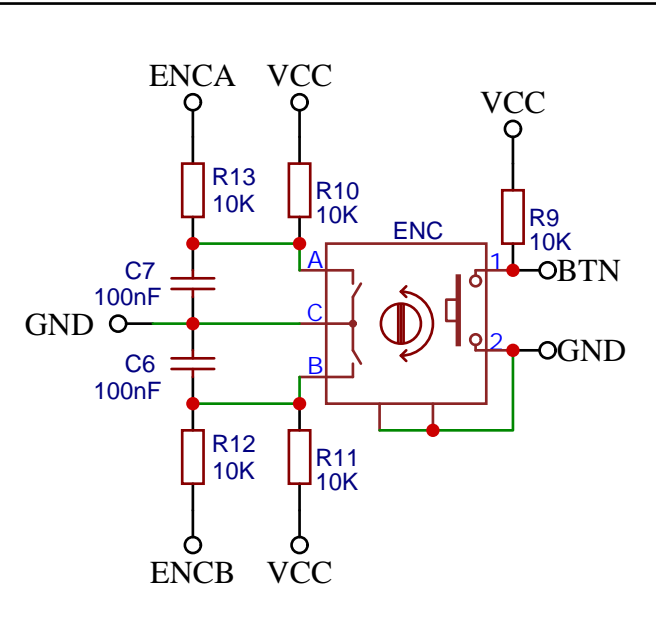 ENCA VCC
VCC
R13
10K
R10
10K
R9
10K
ENC
A
1
BTN
C7
100nF
C
GND
2
GND
C6
100nF
B
R12
10K
R11
10K
ENCB VCC